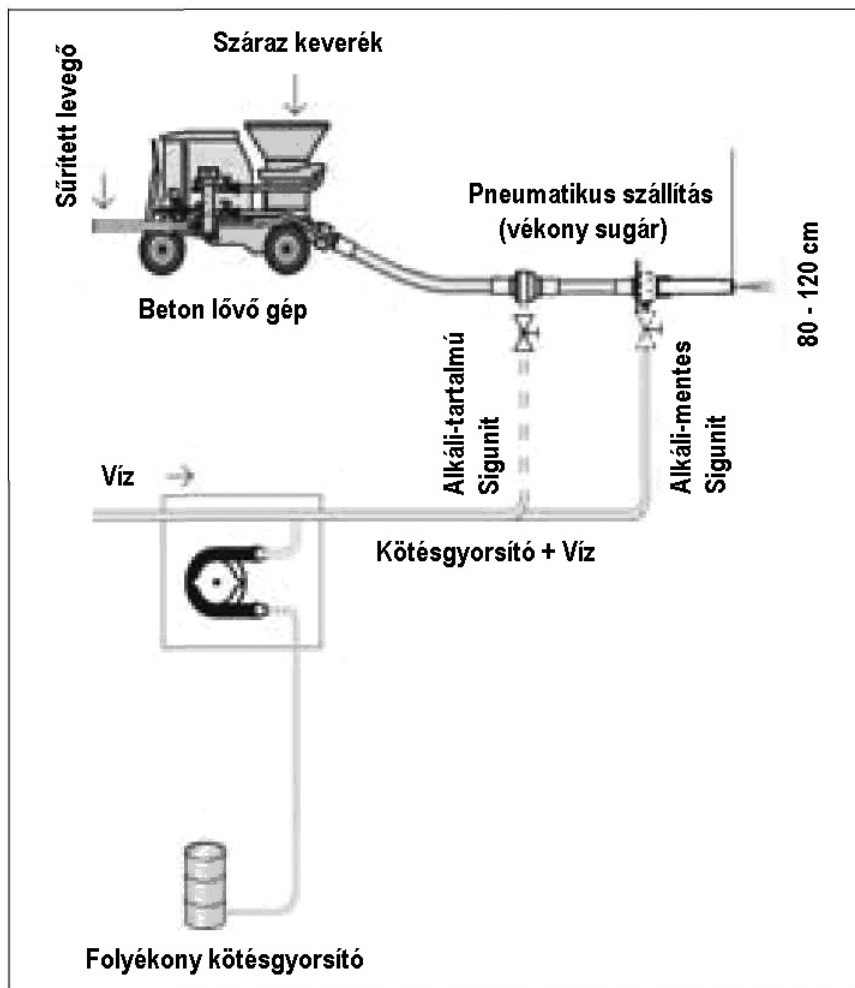 Száraz keverék
Sűrített levegő
Pneumatikus szállítás
(vékony sugár)
80 - 120 cm
Beton lővő gép
Alkáli-tartalmú
Sigunit
Alkáli-mentes
Sigunit
Víz
Kötésgyorsító + Víz
Folyékony kötésgyorsító